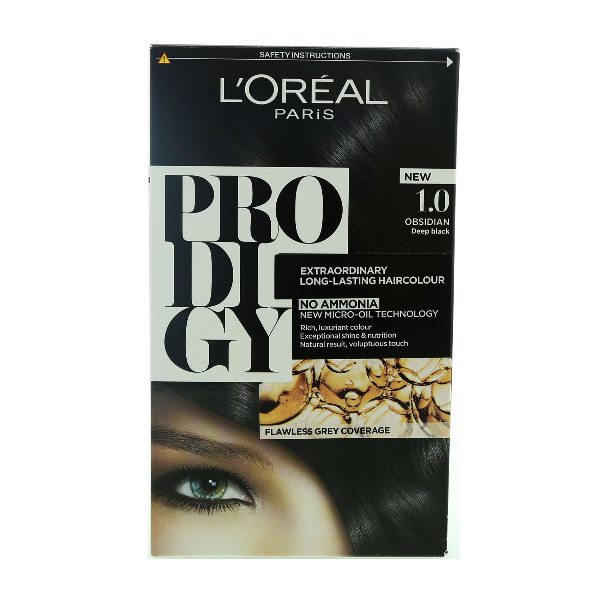 SAFETY INSTRUCTIONS
L'ORÉAL
PARiS
NEW
1.0
OBSIDIAN
Deep black
PRO
DI
GY
EXTRAORDINARY
LONG-LASTING HAIRCOLOUR
NO AMMONIA
NEW MICRO-OIL TECHNOLOGY
Rich, luxuriant colour
Exceptional shine & nutrition
Natural result, voluptuous touch
FLAWLESS GREY COVERAGE